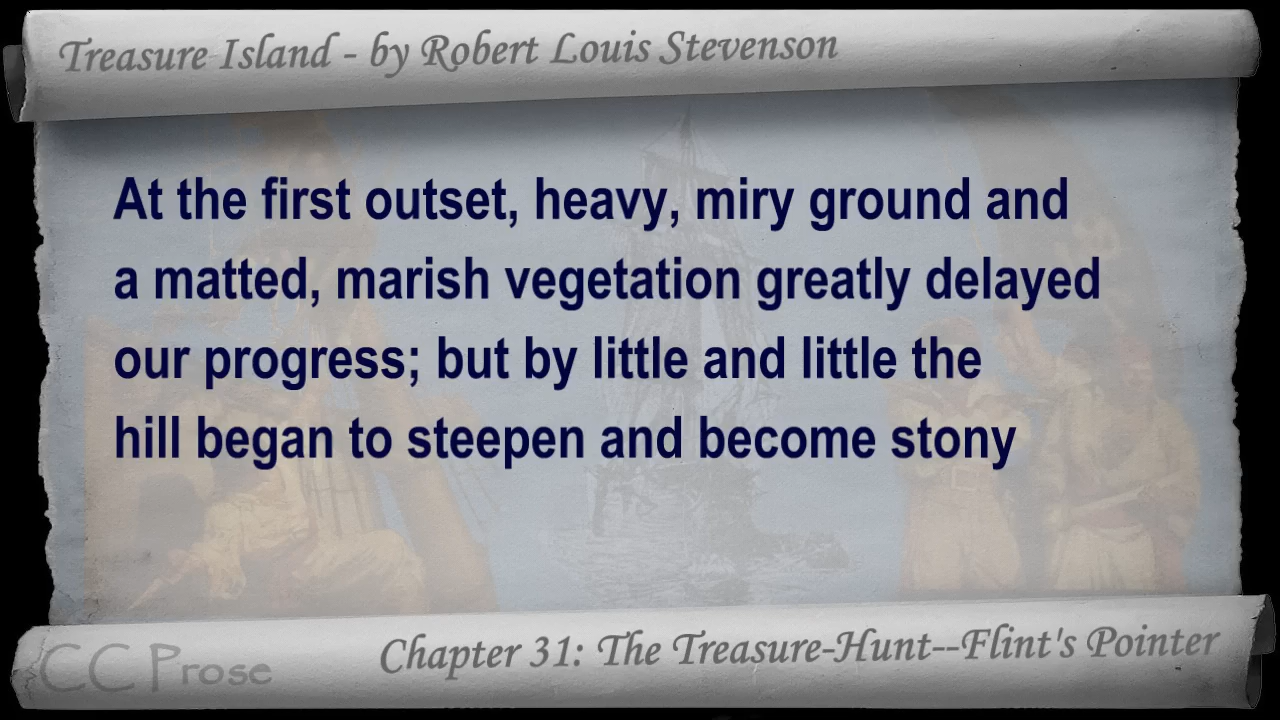 Treasure Island - by Robert Louis Stevenson
At the first outset, heavy, miry ground and
a matted, marish vegetation greatly delayed
our progress; but by little and little the
hill began to steepen and become stony
CC Prose
Chapter 31: The Treasure-Hunt--Flint's Pointer